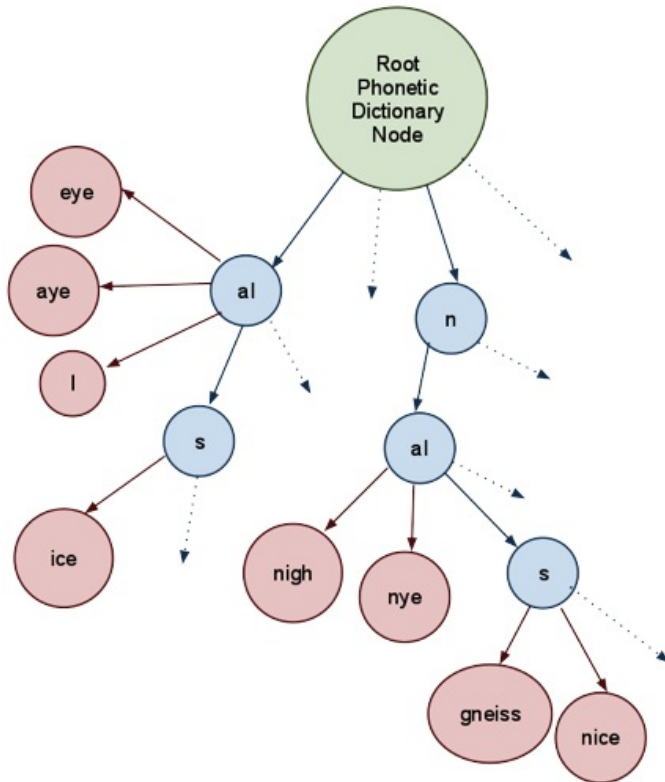 Root
Phonetic
Dictionary
Node
eye
aye
aI
n
I
s
aI
ice
nigh
nye
s
gneiss
nice